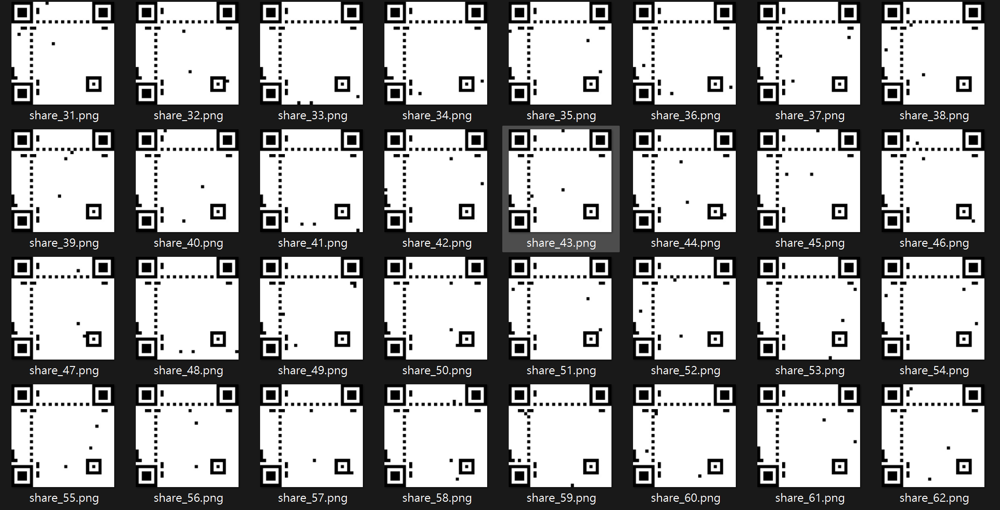 share_31.png share_32.png share_33.png share_34.png share_35.png share_36.png share_37.png share_38.png
share_39.png share_40.png share_41.png share_42.png share_43.png share_44.png share_45.png share_46.png
share_47.png share_48.png share_49.png share_50.png share_51.png share_52.png share_53.png share_54.png
share_55.png share_56.png share_57.png share_58.png share_59.png share_60.png share_61.png share_62.png